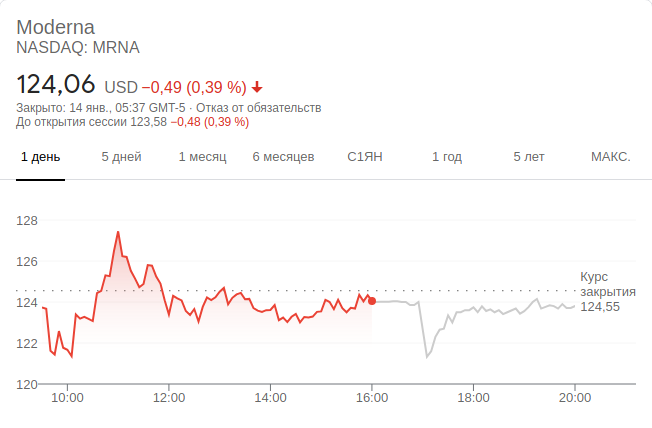 Moderna
NASDAQ: MRNA
124,06 USD −0,49 (0,39 %)
Закрыто: 14 янв., 05:37 GMT-5 · Отказ от обязательств
До открытия сессии 123,58 −0,48 (0,39 %)
1 день 5 дней 1 месяц 6 месяцев С1ЯН 1 год 5 лет МАКС.
128
126
124
122
120
Курс
закрытия
124,55
10:00 12:00 14:00 16:00 18:00 20:00